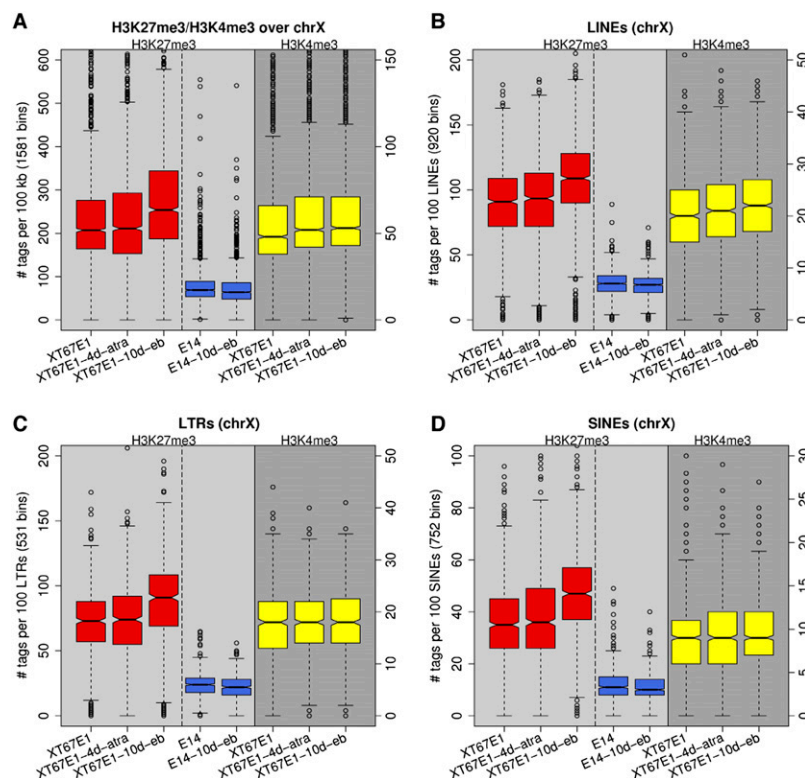 A
H3K27me3/H3K4me3 over chrX
H3K27me3
H3K4me3
# tags per 100 kb (1581 bins)
0
100
200
300
400
500
600
0
50
100
150
XT67E1
XT67E1−4d−atra
XT67E1−10d−eb
E14
E14−10d−eb
XT67E1
XT67E1−4d−atra
XT67E1−10d−eb
B
LINEs (chrX)
H3K27me3
H3K4me3
# tags per 100 LINEs (920 bins)
0
50
100
150
200
0
10
20
30
40
50
XT67E1
XT67E1−4d−atra
XT67E1−10d−eb
E14
E14−10d−eb
XT67E1
XT67E1−4d−atra
XT67E1−10d−eb
C
LTRs (chrX)
H3K27me3
H3K4me3
# tags per 100 LTRs (531 bins)
0
50
100
150
200
0
10
20
30
40
50
XT67E1
XT67E1−4d−atra
XT67E1−10d−eb
E14
E14−10d−eb
XT67E1
XT67E1−4d−atra
XT67E1−10d−eb
D
SINEs (chrX)
H3K27me3
H3K4me3
# tags per 100 SINEs (752 bins)
0
20
40
60
80
100
0
5
10
15
20
25
30
XT67E1
XT67E1−4d−atra
XT67E1−10d−eb
E14
E14−10d−eb
XT67E1
XT67E1−4d−atra
XT67E1−10d−eb